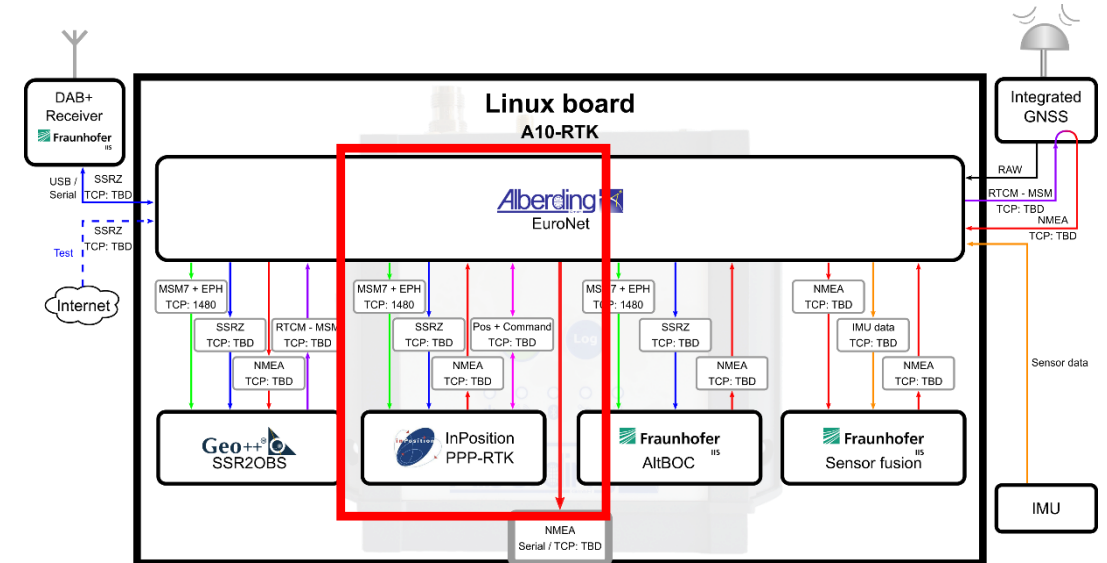 DAB+
Receiver
Fraunhofer
IIS
USB /
Serial
SSRZ
TCP: TBD
SSRZ
TCP: TBD
Test
Internet
Linux board
A10-RTK
Alberding
EuroNet
Integrated
GNSS
RAW
RTCM - MSM
TCP: TBD
NMEA
TCP: TBD
MSM7 + EPH
TCP: 1480
SSRZ
TCP: TBD
NMEA
TCP: TBD
RTCM - MSM
TCP: TBD
MSM7 + EPH
TCP: 1480
SSRZ
TCP: TBD
NMEA
TCP: TBD
Pos + Command
TCP: TBD
MSM7 + EPH
TCP: 1480
SSRZ
TCP: TBD
NMEA
TCP: TBD
NMEA
TCP: TBD
IMU data
TCP: TBD
NMEA
TCP: TBD
Sensor data
Log
Geo++®
SSR2OBS
InPosition
InPosition
PPP-RTK
Fraunhofer
IIS
AltBOC
Fraunhofer
IIS
Sensor fusion
IMU
NMEA
Serial / TCP: TBD